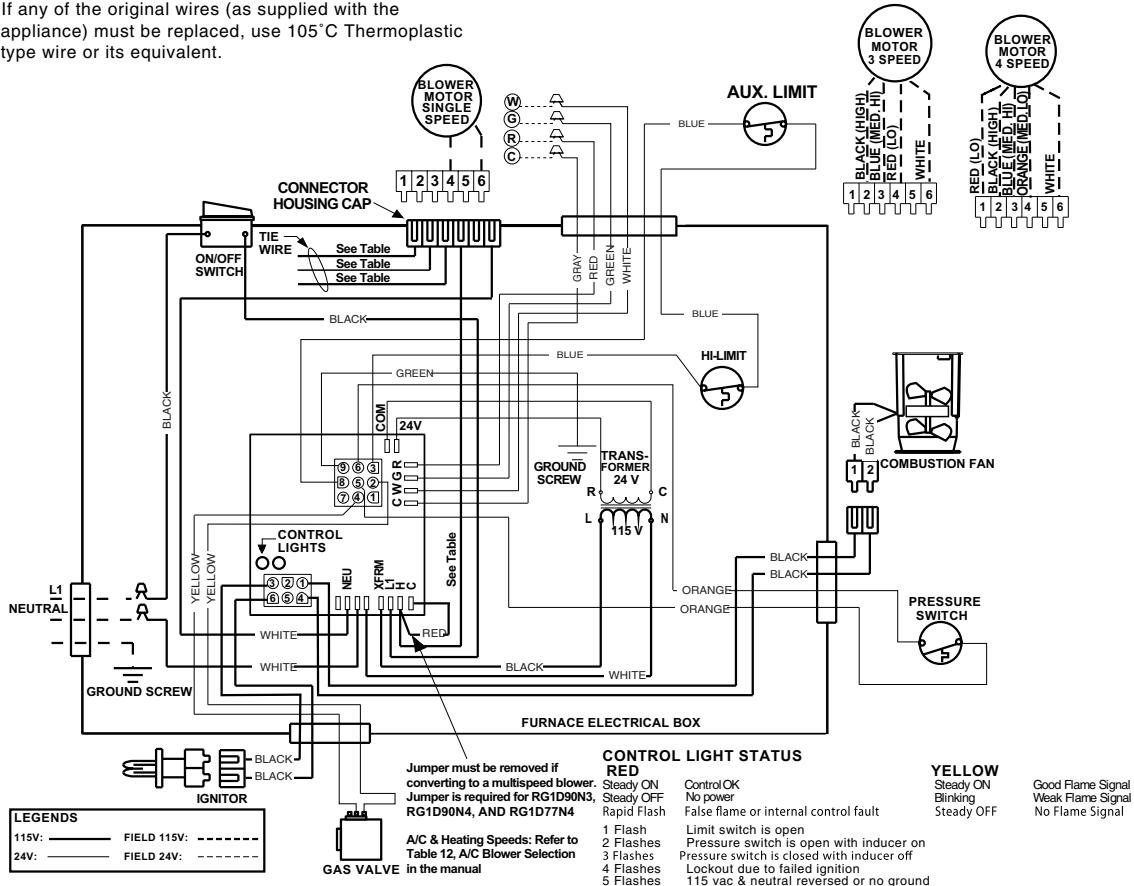 If any of the original wires (as supplied with the
appliance) must be replaced, use 105˚C Thermoplastic
type wire or its equivalent.
BLOWER
MOTOR
SINGLE
SPEED
W
G
R
C
AUX. LIMIT
BLUE
BLOWER
MOTOR
3 SPEED
BLACK (HIGH)
BLUE (MED. HI)
RED (LO)
WHITE
1 2 3 4 5 6
BLOWER
MOTOR
4 SPEED
RED (LO)
BLACK (HIGH)
BLUE (MED. HI)
ORANGE (MED. LO)
WHITE
1 2 3 4 5 6
1 2 3 4 5 6
CONNECTOR
HOUSING CAP
ON/OFF
SWITCH
TIE
WIRE
See Table
See Table
See Table
GRAY
RED
GREEN
WHITE
BLACK
BLUE
BLUE
HI-LIMIT
GREEN
BLACK
COM
24V
9 6 3
8 5 2
7 4 1
R
G
W
C
GROUND
SCREW
TRANS-
FORMER
24 V
R C
L N
115 V
BLACK
BLACK
1 2
COMBUSTION FAN
CONTROL
LIGHTS
3 2 1
6 5 4
NEU
XFRM
L1
H
C
See Table
YELLOW
YELLOW
L1
NEUTRAL
GROUND SCREW
WHITE
RED
WHITE
BLACK
WHITE
BLACK
BLACK
ORANGE
ORANGE
PRESSURE
SWITCH
FURNACE ELECTRICAL BOX
BLACK
BLACK
IGNITOR
GAS VALVE
Jumper must be removed if
converting to a multispeed blower.
Jumper is required for RG1D90N3,
RG1D90N4, AND RG1D77N4
A/C & Heating Speeds: Refer to
Table 12, A/C Blower Selection
in the manual
LEGENDS
115V: FIELD 115V:
24V: FIELD 24V:
CONTROL LIGHT STATUS
RED
Steady ON Control OK
Steady OFF No power
Rapid Flash False flame or internal control fault
1 Flash Limit switch is open
2 Flashes Pressure switch is open with inducer on
3 Flashes Pressure switch is closed with inducer off
4 Flashes Lockout due to failed ignition
5 Flashes 115 vac & neutral reversed or no ground
YELLOW
Steady ON Good Flame Signal
Blinking Weak Flame Signal
Steady OFF No Flame Signal